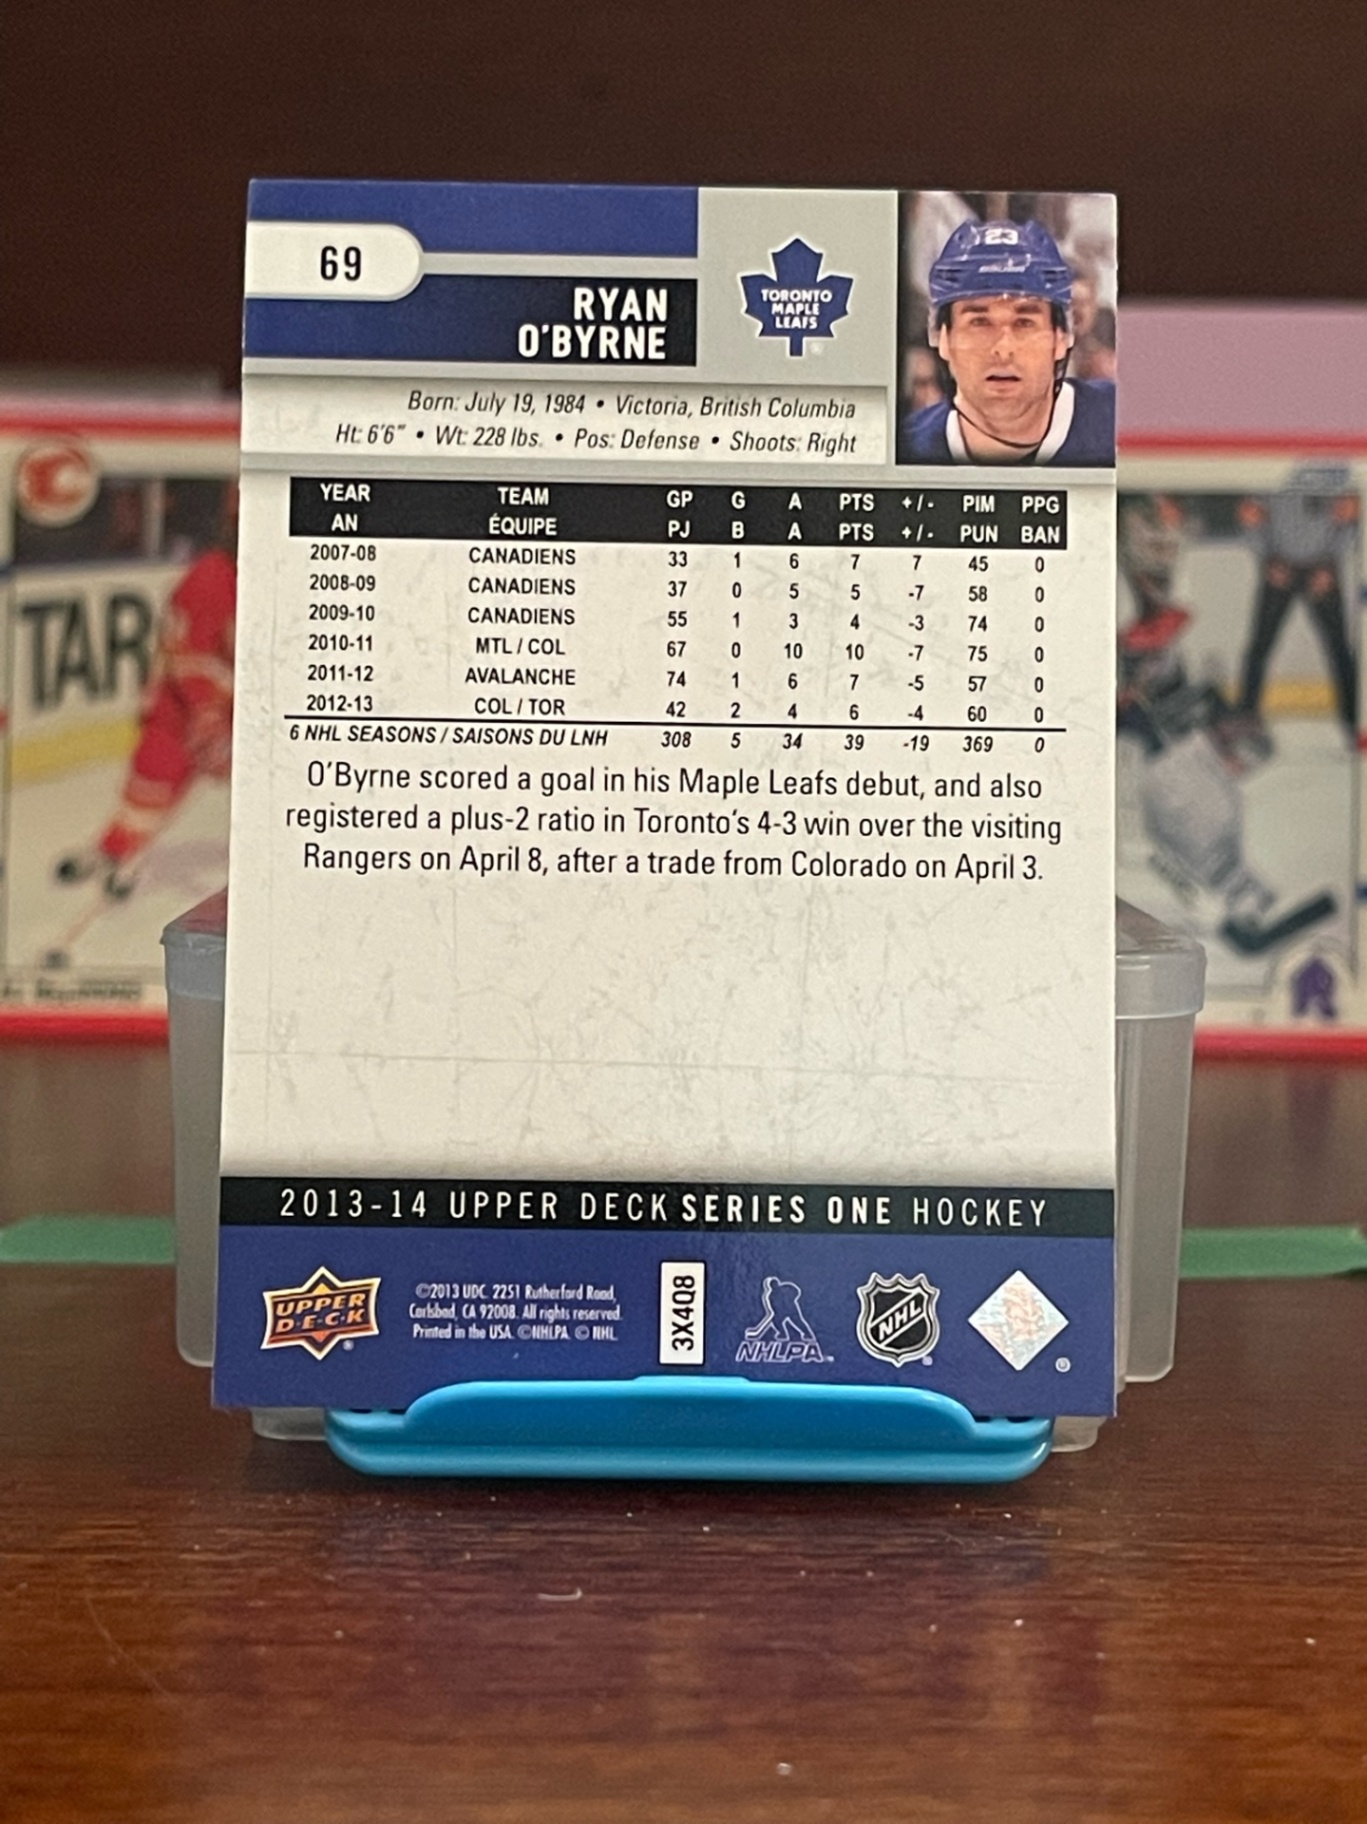 69
RYAN
O'BYRNE
TORONTO
MAPLE
LEAFS
23
Born: July 19, 1984 • Victoria, British Columbia
Ht: 6'6" • Wt: 228 lbs. • Pos: Defense • Shoots: Right
YEAR TEAM GP G A PTS +/- PIM PPG
AN ÉQUIPE PJ B A PTS +/- PUN BAN
2007-08 CANADIENS 33 1 6 7 7 45 0
2008-09 CANADIENS 37 0 5 5 -7 58 0
2009-10 CANADIENS 55 1 3 4 -3 74 0
2010-11 MTL / COL 67 0 10 10 -7 75 0
2011-12 AVALANCHE 74 1 6 7 -5 57 0
2012-13 COL / TOR 42 2 4 6 -4 60 0
6 NHL SEASONS / SAISONS DU LNH 308 5 34 39 -19 369 0
O'Byrne scored a goal in his Maple Leafs debut, and also
registered a plus-2 ratio in Toronto's 4-3 win over the visiting
Rangers on April 8, after a trade from Colorado on April 3.
2013-14 UPPER DECK SERIES ONE HOCKEY
UPPER
D•E•C•K
©2013 UDC. 2251 Rutherford Road,
Carlsbad, CA 92008. All rights reserved.
Printed in the USA. ©NHLPA. © NHL.
3X4Q8
NHLPA™
NHL
TAR